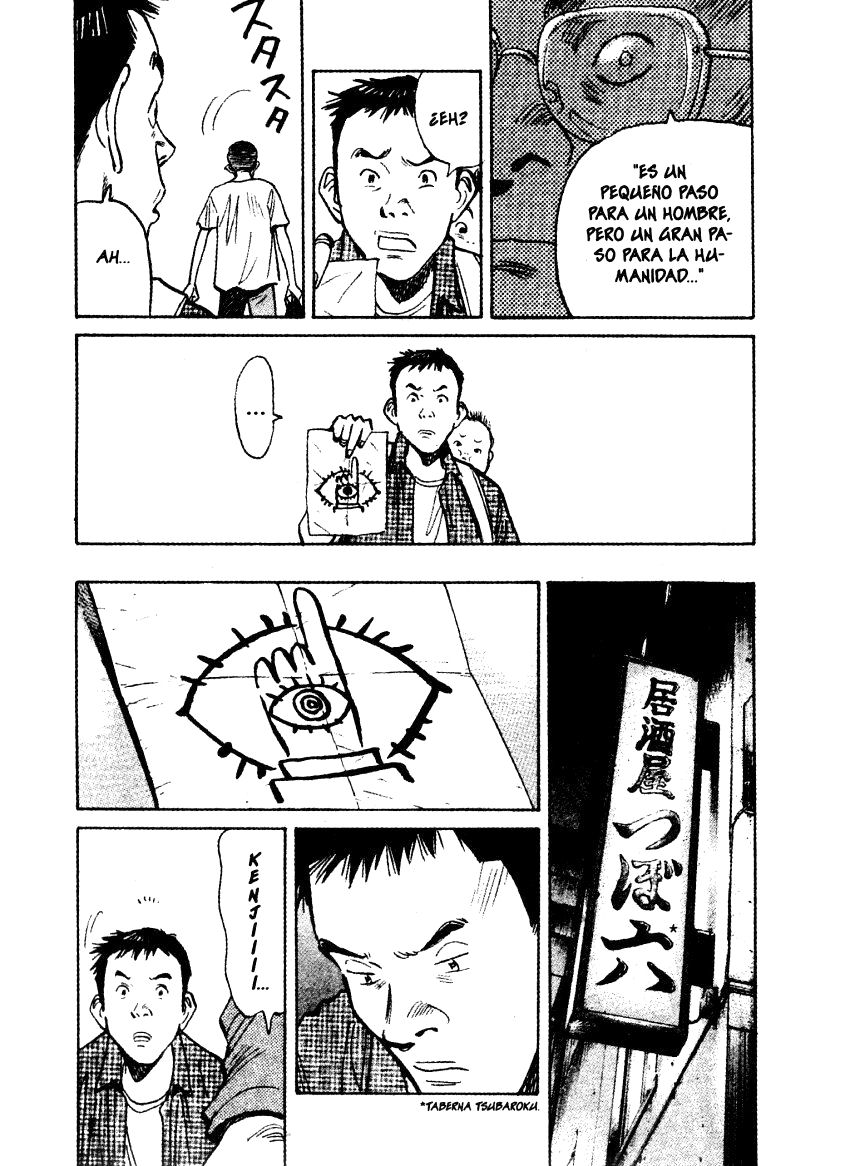 "ES UN
PEQUENO PASO
PARA UN HOMBRE,
PERO UN GRAN PA-
SO PARA LA HU-
MANIDAD..."
¿EH?
スタスタ
AH...
...
居酒屋つぼ六*
*TABERNA TSUBAROKU.
KENJIIII...